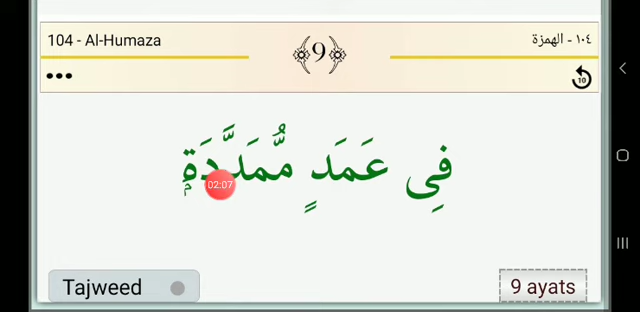 104 - Al-Humaza
9
١٠٤ - الهمزة
10
فِي عَمَدٍ مُّمَدَّدَةٍۭ
02:07
Tajweed
9 ayats